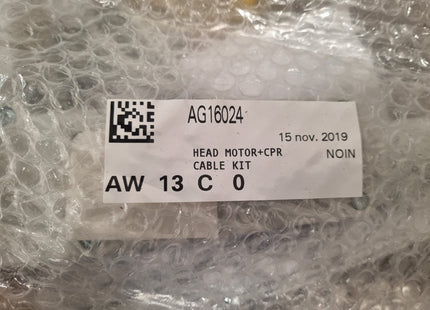 AG16024
15 nov. 2019
HEAD MOTOR+CPR NOIN
CABLE KIT
AW 13 C 0